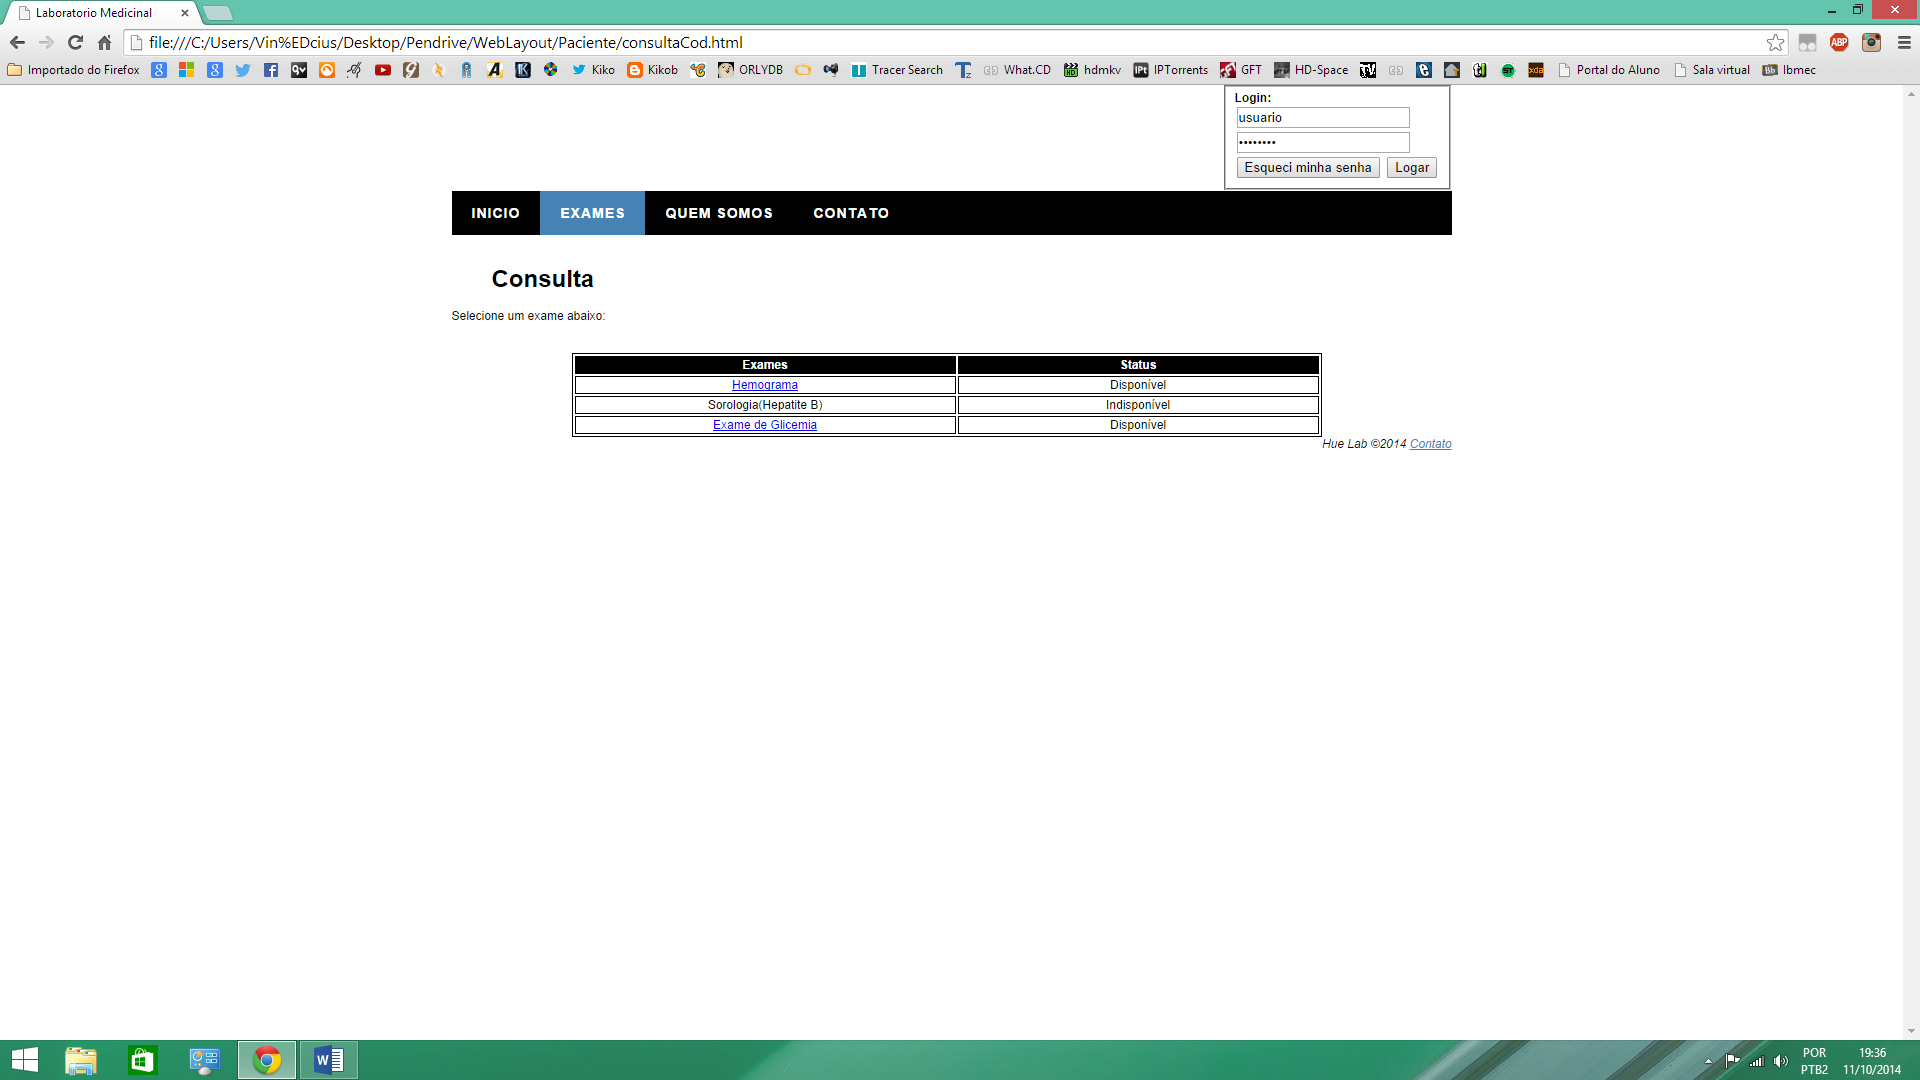 Laboratorio Medicinal
file:///C:/Users/Vin%EDcius/Desktop/Pendrive/WebLayout/Paciente/consultaCod.html
ABP
Importado do Firefox Kiko Kikob ORLYDB Tracer Search What.CD hdmkv IPTorrents GFT HD-Space Portal do Aluno Sala virtual Ibmec
Login:
usuario
••••••••
Esqueci minha senha Logar
INICIO EXAMES QUEM SOMOS CONTATO
Consulta
Selecione um exame abaixo:
Exames Status
Hemograma Disponível
Sorologia(Hepatite B) Indisponível
Exame de Glicemia Disponível
Hue Lab ©2014 Contato
POR 19:36
PTB2 11/10/2014